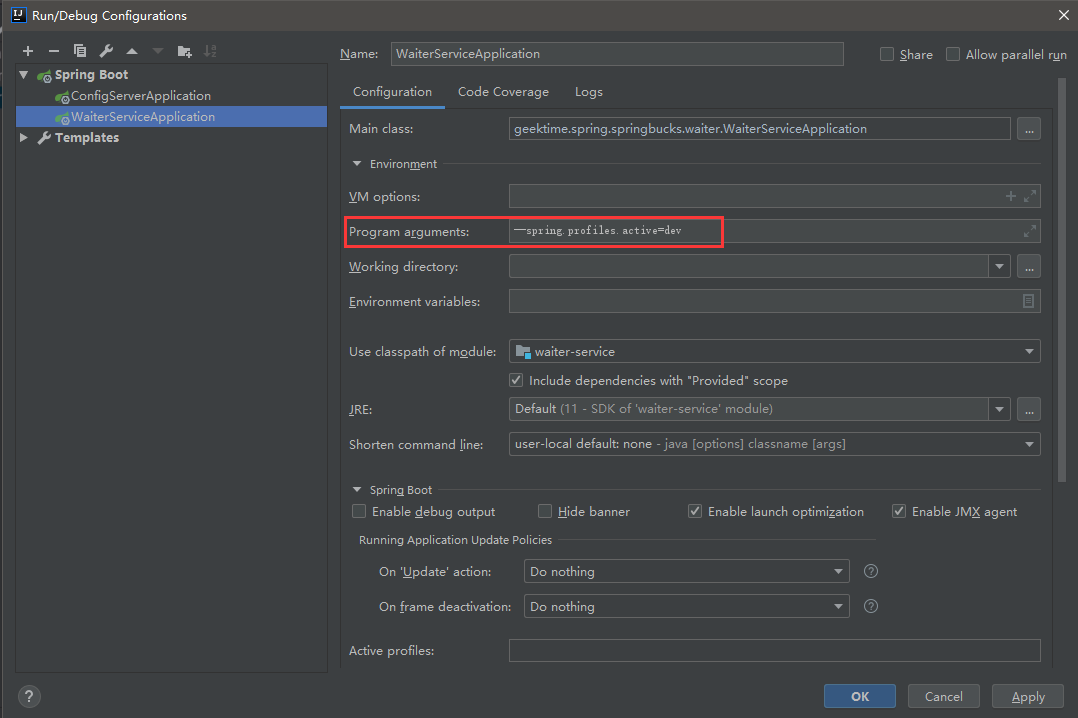 Run/Debug Configurations
Name: WaiterServiceApplication Share Allow parallel run
Spring Boot
ConfigServerApplication
WaiterServiceApplication
Templates
Configuration Code Coverage Logs
Main class: geektime.spring.springbucks.waiter.WaiterServiceApplication ...
Environment
VM options:
Program arguments: --spring.profiles.active=dev
Working directory: ...
Environment variables:
Use classpath of module: waiter-service
Include dependencies with "Provided" scope
JRE: Default (11 - SDK of 'waiter-service' module) ...
Shorten command line: user-local default: none - java [options] classname [args]
Spring Boot
Enable debug output Hide banner Enable launch optimization Enable JMX agent
Running Application Update Policies
On 'Update' action: Do nothing ?
On frame deactivation: Do nothing ?
Active profiles:
? OK Cancel Apply